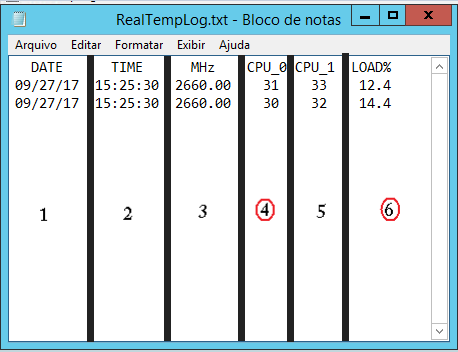 RealTempLog.txt - Bloco de notas
Arquivo Editar Formatar Exibir Ajuda
DATE TIME MHz CPU_0 CPU_1 LOAD%
09/27/17 15:25:30 2660.00 31 33 12.4
09/27/17 15:25:30 2660.00 30 32 14.4
1 2 3 4 5 6